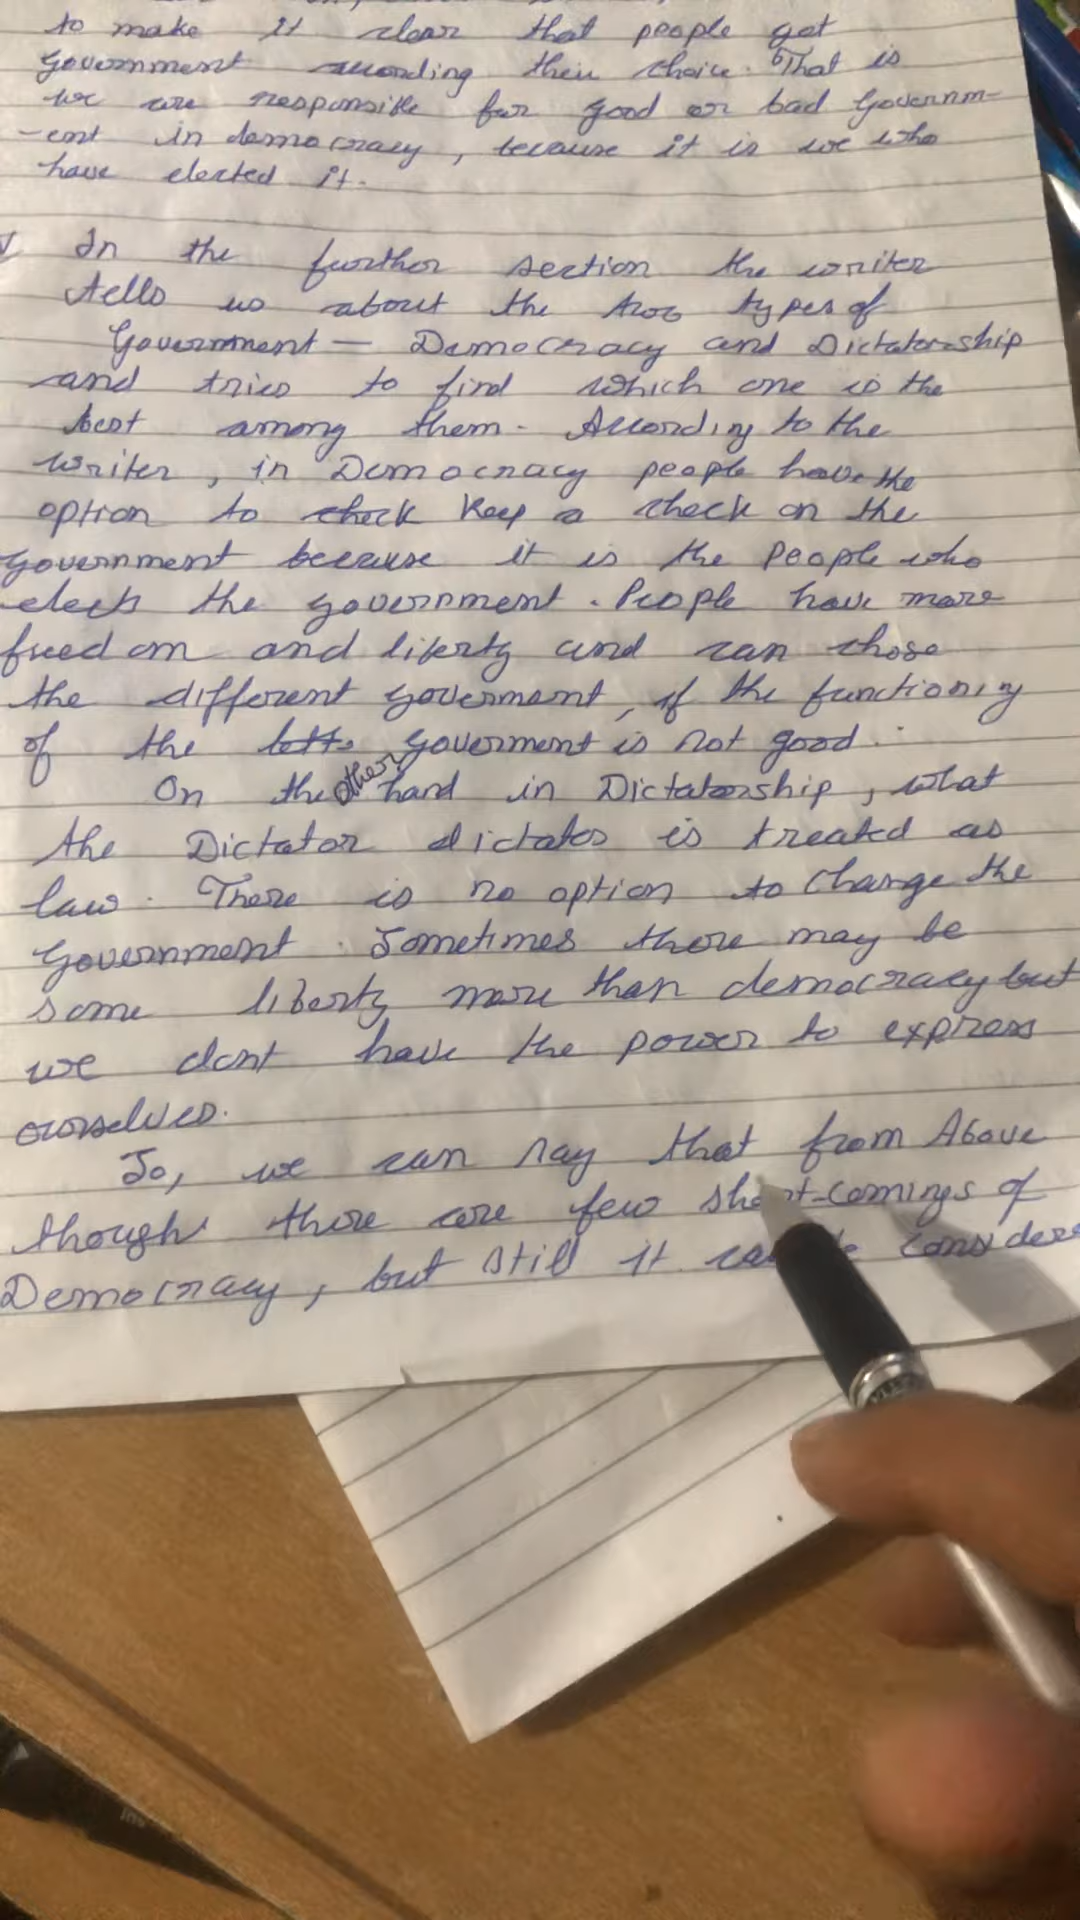 to make it clear that people get
Government according their choice. That is
we are responsible for good or bad Governm-
-ent in democracy, because it is we who
have elected it.
In the further section the writer
tells us about the two types of
Government — Democracy and Dictatorship
and tries to find which one is the
best among them. According to the
writer, in Democracy people have the
option to check keep a check on the
government because it is the people who
elects the government. People have more
freedom and liberty and can chose
the different goverment, if the functioning
of the Goverment is not good.
On the other hand in Dictatorship, what
the Dictator dictates is treated as
law. There is no option to change the
Government. Sometimes there may be
some liberty more than democracy but
we dont have the power to express
ourselves.
So, we can say that from Above
though there are few short-comings of
Democracy, but still it considere